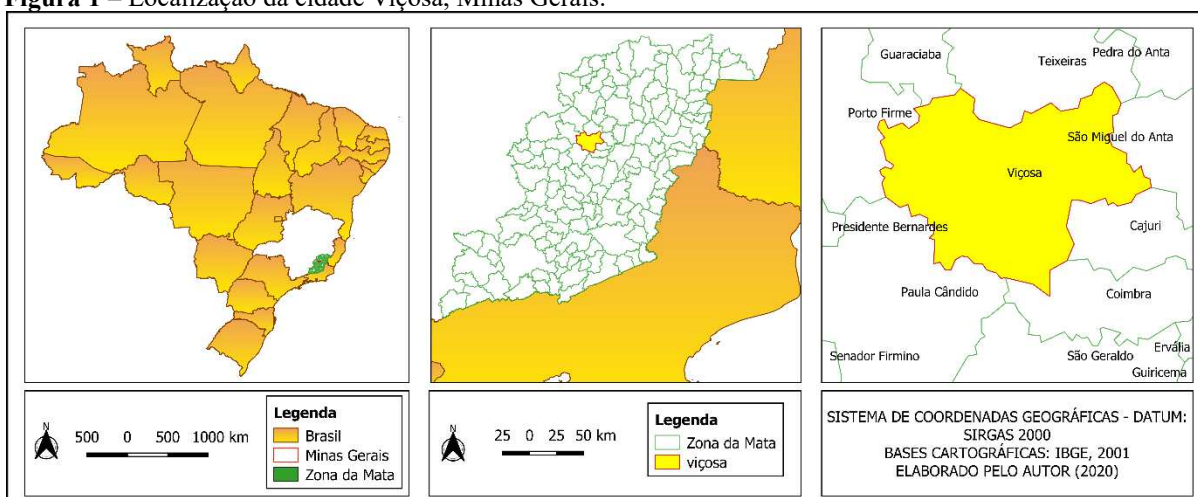 Figura 1 – Localização da cidade Viçosa, Minas Gerais.
500 0 500 1000 km
Legenda
Brasil
Minas Gerais
Zona da Mata
25 0 25 50 km
Legenda
Zona da Mata
viçosa
Guaraciaba
Teixeiras
Pedra do Anta
Porto Firme
São Miguel do Anta
Viçosa
Presidente Bernardes
Cajuri
Paula Cândido
Coimbra
Senador Firmino
São Geraldo
Ervália
Guiricema
SISTEMA DE COORDENADAS GEOGRÁFICAS - DATUM:
SIRGAS 2000
BASES CARTOGRÁFICAS: IBGE, 2001
ELABORADO PELO AUTOR (2020)